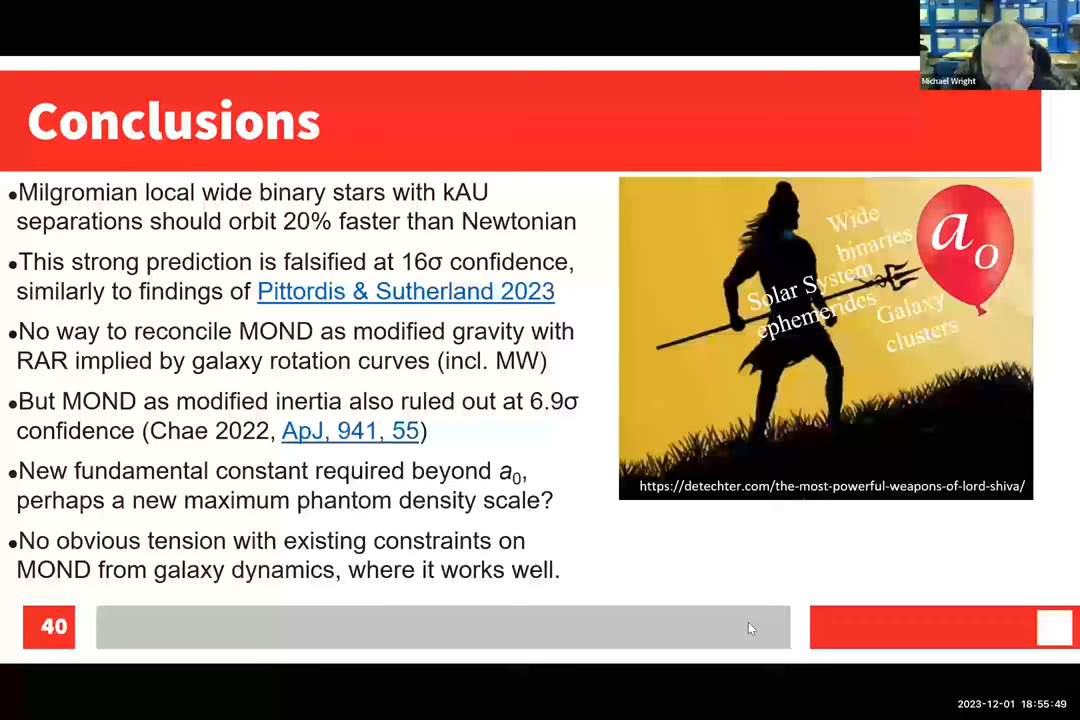 Michael Wright
Conclusions
•Milgromian local wide binary stars with kAU
separations should orbit 20% faster than Newtonian
•This strong prediction is falsified at 16σ confidence,
similarly to findings of Pittordis & Sutherland 2023
•No way to reconcile MOND as modified gravity with
RAR implied by galaxy rotation curves (incl. MW)
•But MOND as modified inertia also ruled out at 6.9σ
confidence (Chae 2022, ApJ, 941, 55)
•New fundamental constant required beyond a₀,
perhaps a new maximum phantom density scale?
•No obvious tension with existing constraints on
MOND from galaxy dynamics, where it works well.
Wide
binaries
Solar System
ephemerides
Galaxy
clusters
a₀
https://detechter.com/the-most-powerful-weapons-of-lord-shiva/
40
2023-12-01 18:55:49